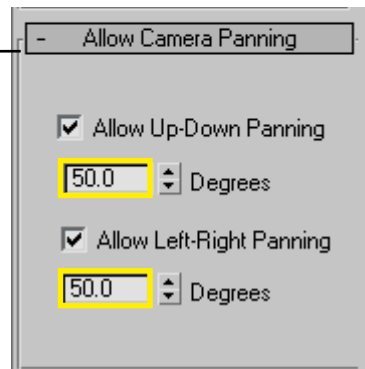 - Allow Camera Panning
Allow Up-Down Panning
50.0 Degrees
Allow Left-Right Panning
50.0 Degrees